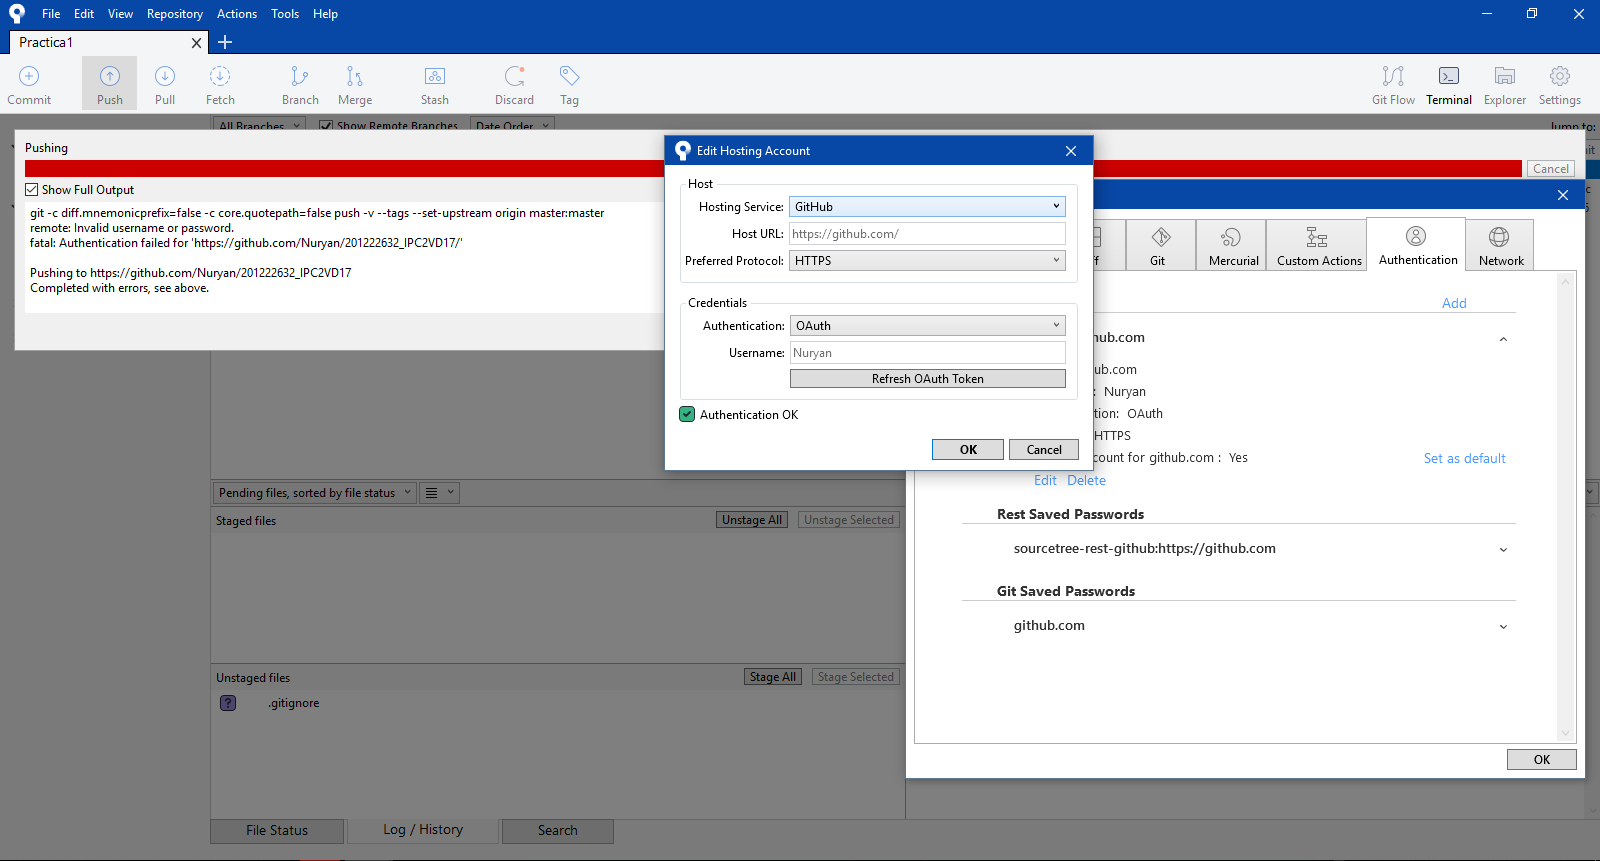 File Edit View Repository Actions Tools Help
Practica1
Commit Push Pull Fetch Branch Merge Stash Discard Tag Git Flow Terminal Explorer Settings
All Branches Show Remote Branches Date Order Jump to:
Pushing
Cancel
Show Full Output
git -c diff.mnemonicprefix=false -c core.quotepath=false push -v --tags --set-upstream origin master:master
remote: Invalid username or password.
fatal: Authentication failed for 'https://github.com/Nuryan/201222632_IPC2VD17/'
Pushing to https://github.com/Nuryan/201222632_IPC2VD17
Completed with errors, see above.
Edit Hosting Account
Host
Hosting Service: GitHub
Host URL: https://github.com/
Preferred Protocol: HTTPS
Credentials
Authentication: OAuth
Username: Nuryan
Refresh OAuth Token
Authentication OK
OK Cancel
Git Mercurial Custom Actions Authentication Network
Add
hub.com
ub.com
: Nuryan
tion: OAuth
HTTPS
count for github.com : Yes
Set as default
Edit Delete
Rest Saved Passwords
sourcetree-rest-github:https://github.com
Git Saved Passwords
github.com
OK
Pending files, sorted by file status
Staged files
Unstage All Unstage Selected
Unstaged files
Stage All Stage Selected
.gitignore
File Status Log / History Search